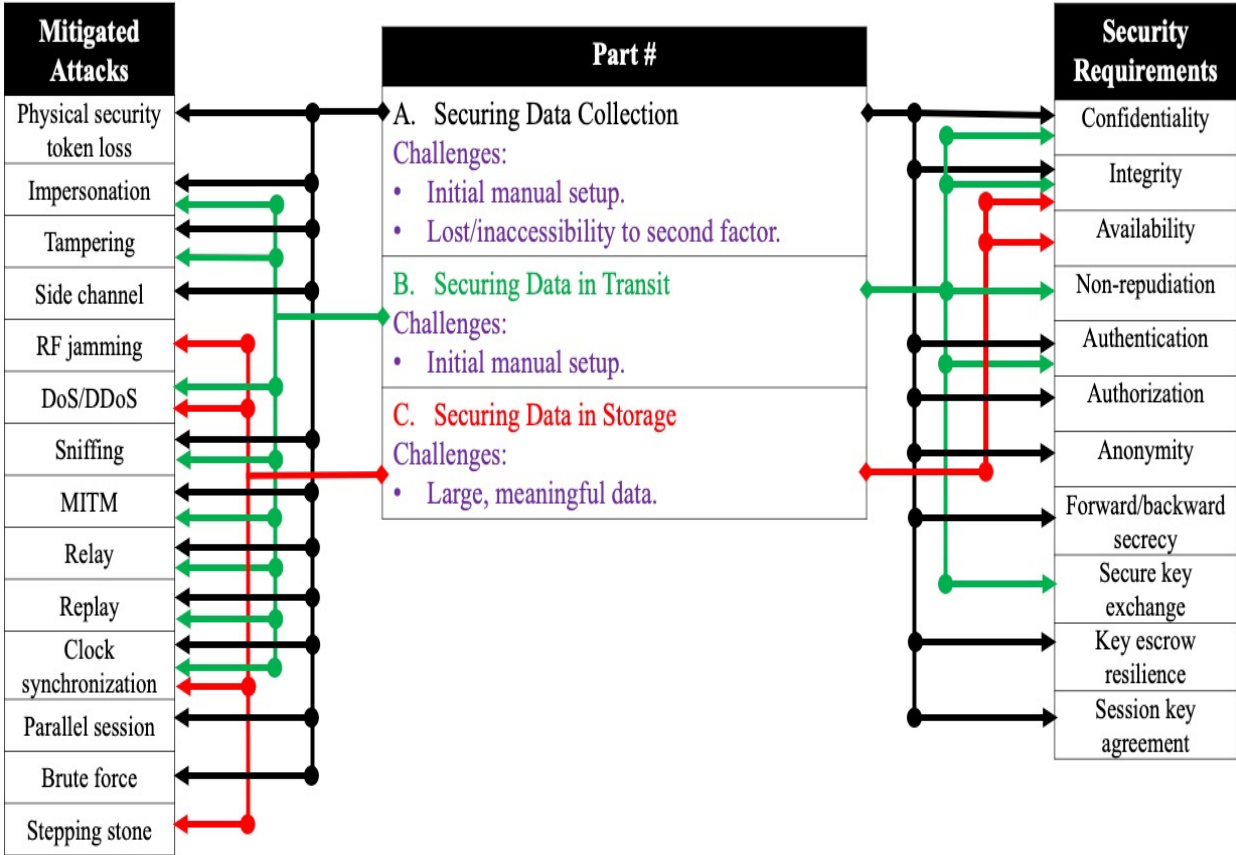 Mitigated
Attacks
Physical security
token loss
Impersonation
Tampering
Side channel
RF jamming
DoS/DDoS
Sniffing
MITM
Relay
Replay
Clock
synchronization
Parallel session
Brute force
Stepping stone
Part #
A. Securing Data Collection
Challenges:
• Initial manual setup.
• Lost/inaccessibility to second factor.
B. Securing Data in Transit
Challenges:
• Initial manual setup.
C. Securing Data in Storage
Challenges:
• Large, meaningful data.
Security
Requirements
Confidentiality
Integrity
Availability
Non-repudiation
Authentication
Authorization
Anonymity
Forward/backward
secrecy
Secure key
exchange
Key escrow
resilience
Session key
agreement